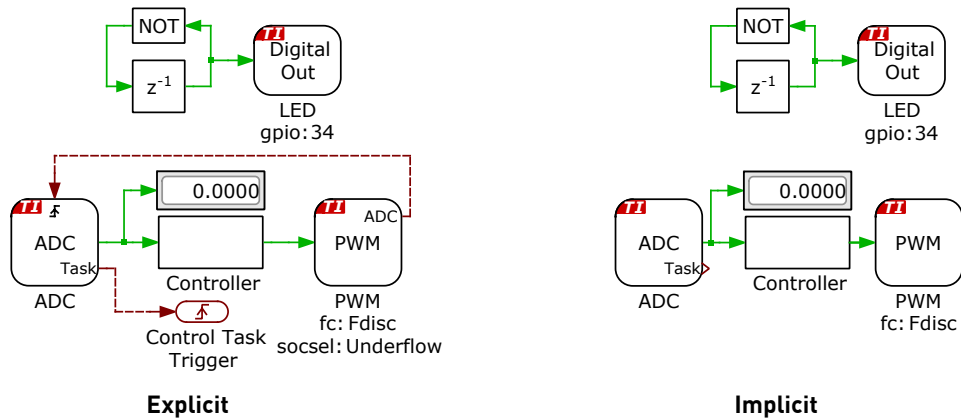 NOT
TI
Digital
Out
z-1
LED
gpio:34
0.0000
TI
ADC
Task
ADC
Controller
TI
ADC
PWM
PWM
fc: Fdisc
socsel: Underflow
Control Task
Trigger
Explicit
NOT
TI
Digital
Out
z-1
LED
gpio:34
0.0000
TI
ADC
Task
ADC
Controller
TI
PWM
PWM
fc: Fdisc
Implicit